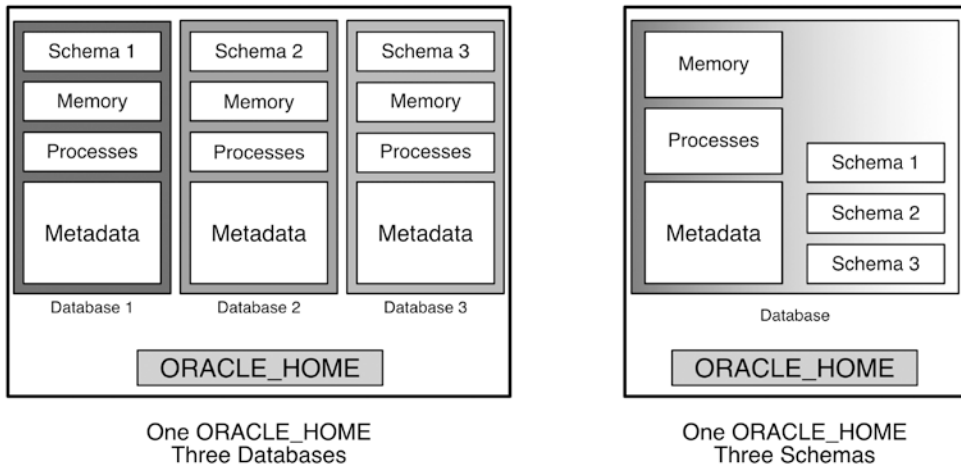 Schema 1
Memory
Processes
Metadata
Database 1
Schema 2
Memory
Processes
Metadata
Database 2
Schema 3
Memory
Processes
Metadata
Database 3
ORACLE_HOME
One ORACLE_HOME
Three Databases
Memory
Processes
Metadata
Schema 1
Schema 2
Schema 3
Database
ORACLE_HOME
One ORACLE_HOME
Three Schemas